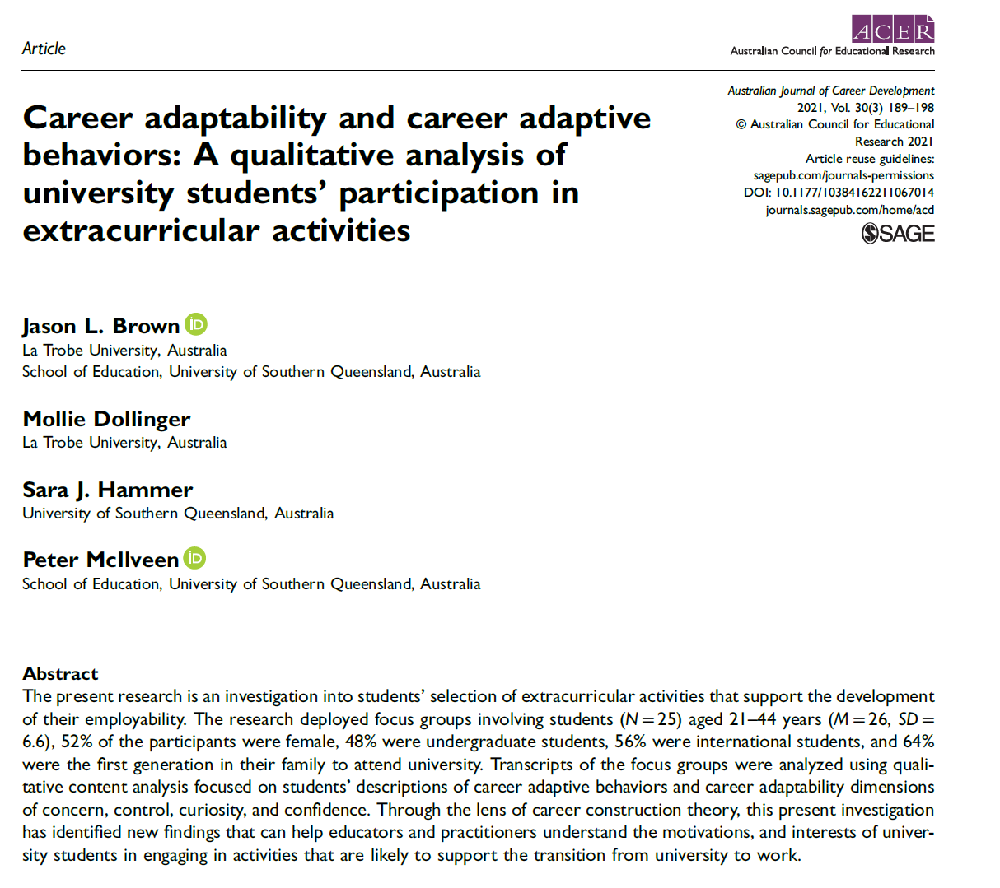 Article
ACER
Australian Council for Educational Research
Australian Journal of Career Development
2021, Vol. 30(3) 189–198
© Australian Council for Educational
Research 2021
Article reuse guidelines:
sagepub.com/journals-permissions
DOI: 10.1177/10384162211067014
journals.sagepub.com/home/acd
SAGE
Career adaptability and career adaptive
behaviors: A qualitative analysis of
university students’ participation in
extracurricular activities
Jason L. Brown iD
La Trobe University, Australia
School of Education, University of Southern Queensland, Australia
Mollie Dollinger
La Trobe University, Australia
Sara J. Hammer
University of Southern Queensland, Australia
Peter McIlveen iD
School of Education, University of Southern Queensland, Australia
Abstract
The present research is an investigation into students’ selection of extracurricular activities that support the development
of their employability. The research deployed focus groups involving students (N = 25) aged 21–44 years (M = 26, SD =
6.6), 52% of the participants were female, 48% were undergraduate students, 56% were international students, and 64%
were the first generation in their family to attend university. Transcripts of the focus groups were analyzed using quali-
tative content analysis focused on students’ descriptions of career adaptive behaviors and career adaptability dimensions
of concern, control, curiosity, and confidence. Through the lens of career construction theory, this present investigation
has identified new findings that can help educators and practitioners understand the motivations, and interests of univer-
sity students in engaging in activities that are likely to support the transition from university to work.